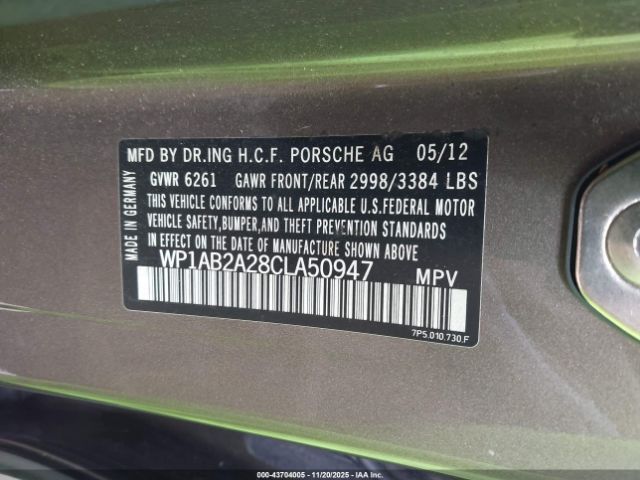 MFD BY DR.ING H.C.F. PORSCHE AG 05/12
GVWR 6261 GAWR FRONT/REAR 2998/3384 LBS
THIS VEHICLE CONFORMS TO ALL APPLICABLE U.S.FEDERAL MOTOR
VEHICLE SAFETY,BUMPER,AND THEFT PREVENTION STANDARDS
IN EFFECT ON THE DATE OF MANUFACTURE SHOWN ABOVE.
WP1AB2A28CLA50947 MPV
MADE IN GERMANY
7P5.010.730.F
000-43704005 - 11/20/2025 - COPYRIGHT IAA, LLC